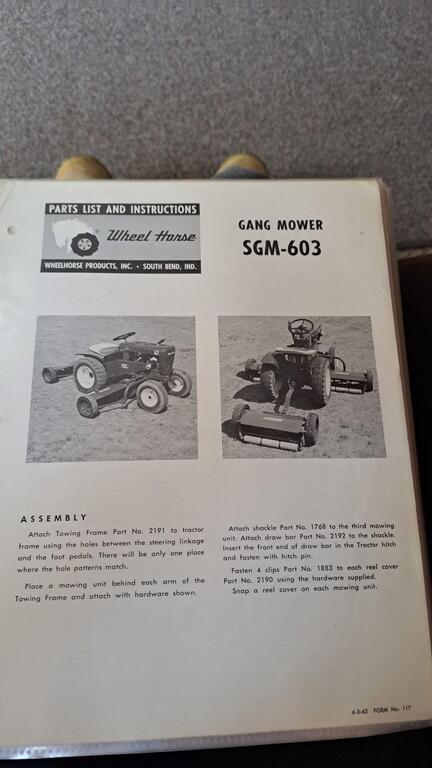 PARTS LIST AND INSTRUCTIONS
Wheel Horse
WHEELHORSE PRODUCTS, INC. • SOUTH BEND, IND.
GANG MOWER
SGM-603
ASSEMBLY
Attach Towing Frame Part No. 2191 to tractor
frame using the holes between the steering linkage
and the foot pedals. There will be only one place
where the hole patterns match.
Place a mowing unit behind each arm of the
Towing Frame and attach with hardware shown.
Attach shackle Part No. 1768 to the third mowing
unit. Attach draw bar Part No. 2192 to the shackle.
Insert the front end of draw bar in the Tractor hitch
and fasten with hitch pin.
Fasten 4 clips Part No. 1883 to each reel cover
Part No. 2190 using the hardware supplied.
Snap a reel cover on each mowing unit.
6-3-62 FORM No. 117